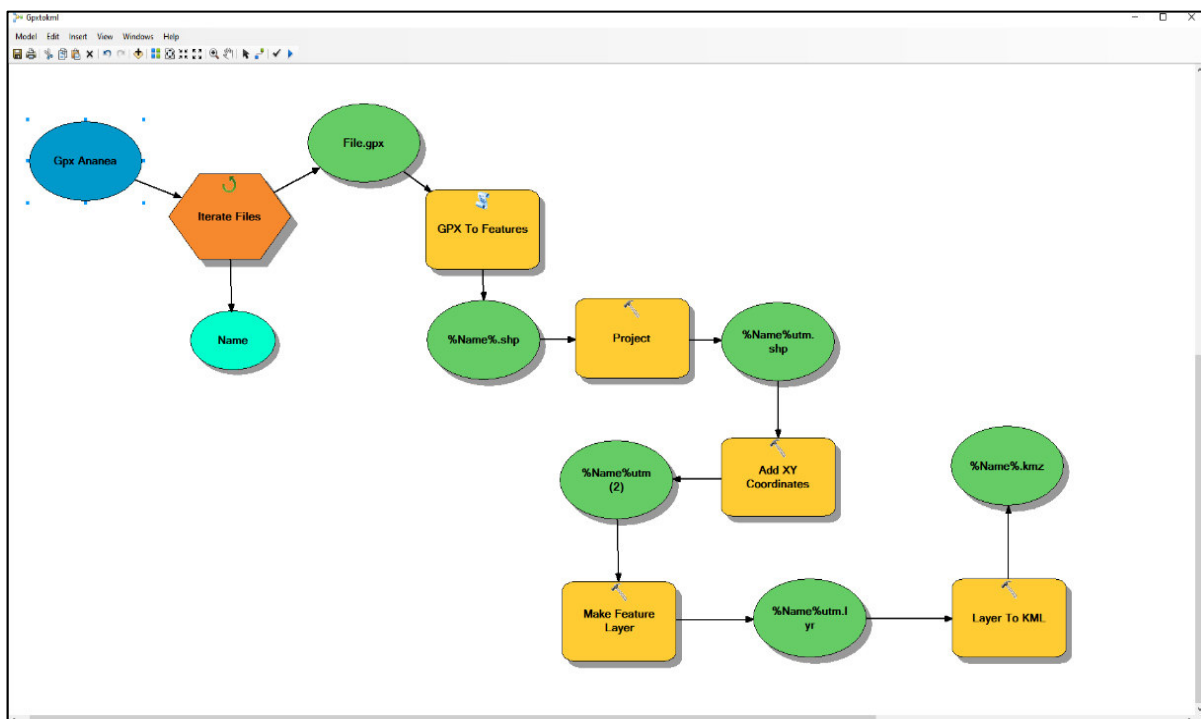 Gpxtokml
Model Edit Insert View Windows Help
Gpx Ananea
Iterate Files
Name
File.gpx
GPX To Features
%Name%.shp
Project
%Name%utm.
shp
Add XY
Coordinates
%Name%utm
(2)
Make Feature
Layer
%Name%utm.l
yr
Layer To KML
%Name%.kmz